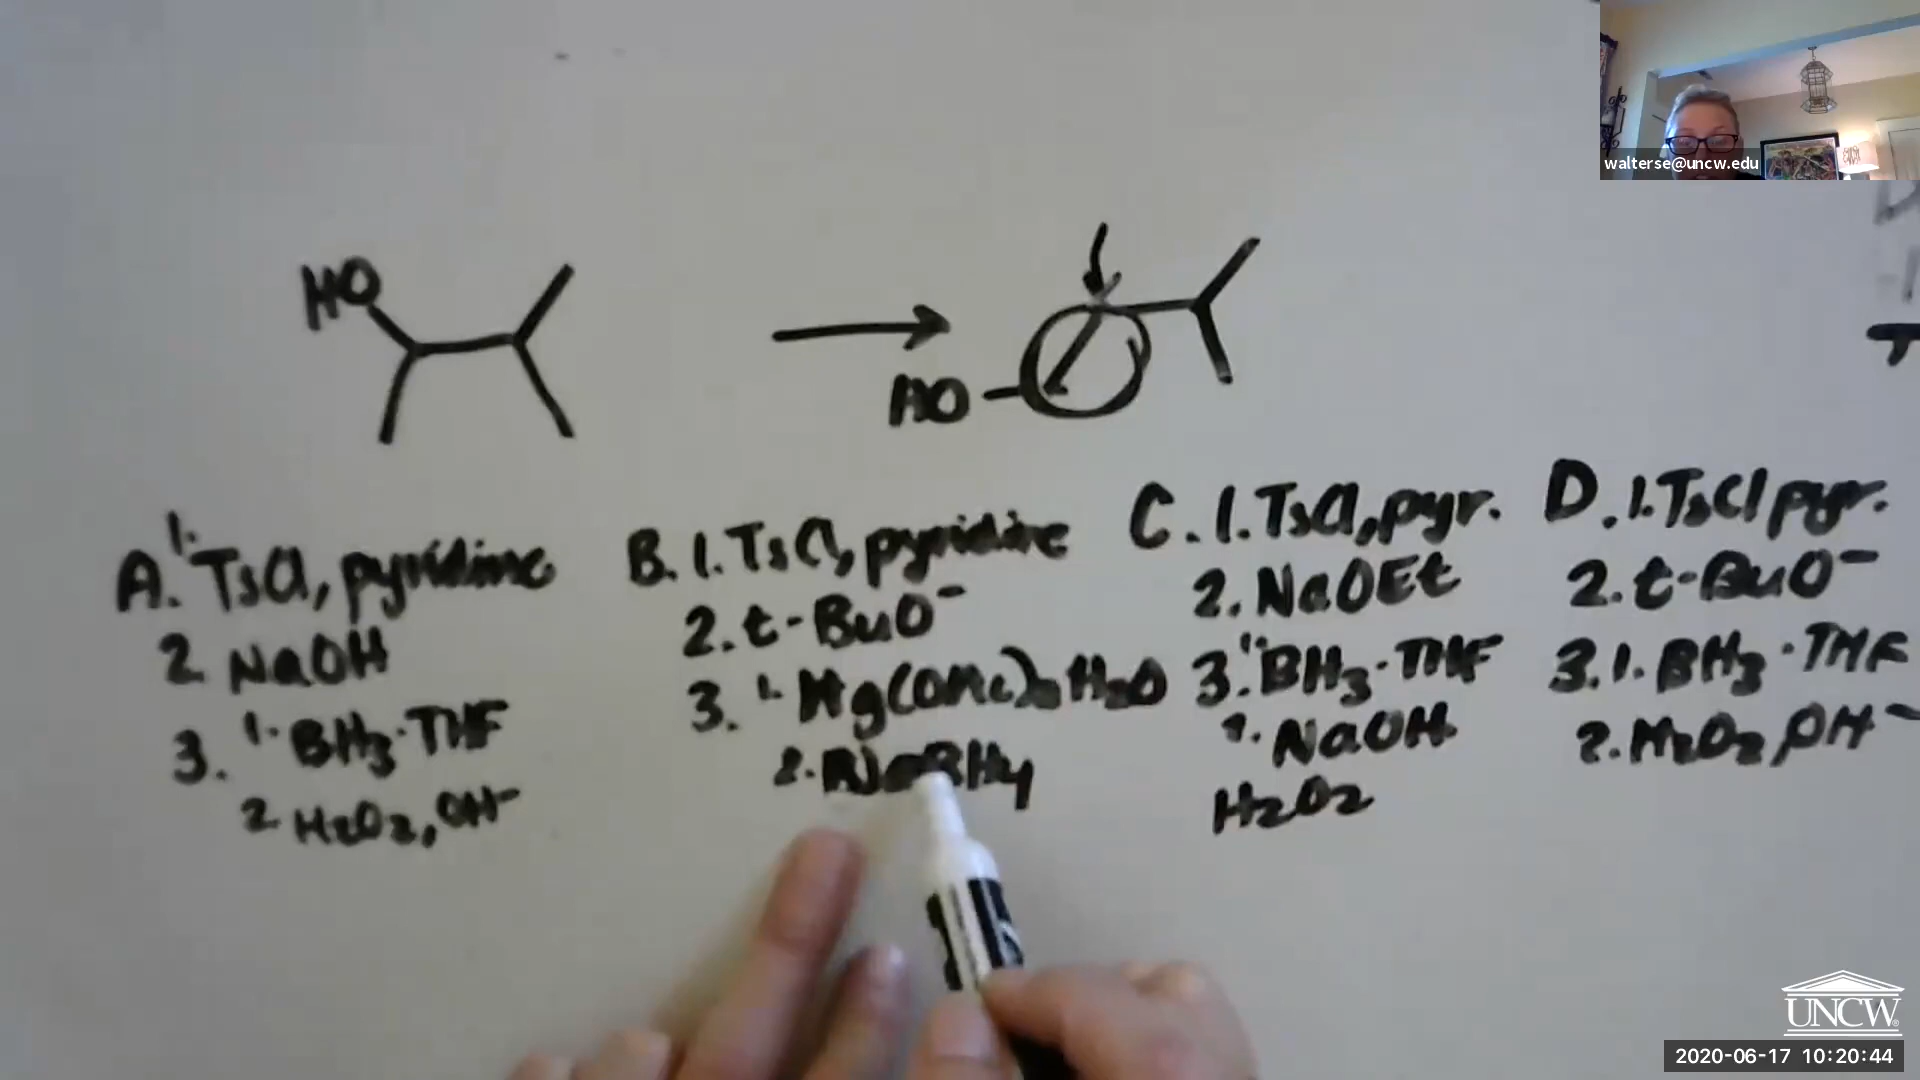 walterse@uncw.edu
HO
HO
A. 1. TsCl, pyridine
2. NaOH
3. 1. BH3·THF
2. H2O2, OH-
B. 1. TsCl, pyridine
2. t-BuO-
3. 1. Hg(OAc)2 H2O
2. NaBH4
C. 1. TsCl, pyr.
2. NaOEt
3. 1. BH3·THF
2. NaOH
H2O2
D. 1. TsCl pyr.
2. t-BuO-
3. 1. BH3·THF
2. H2O2, OH-
UNCW
2020-06-17 10:20:44